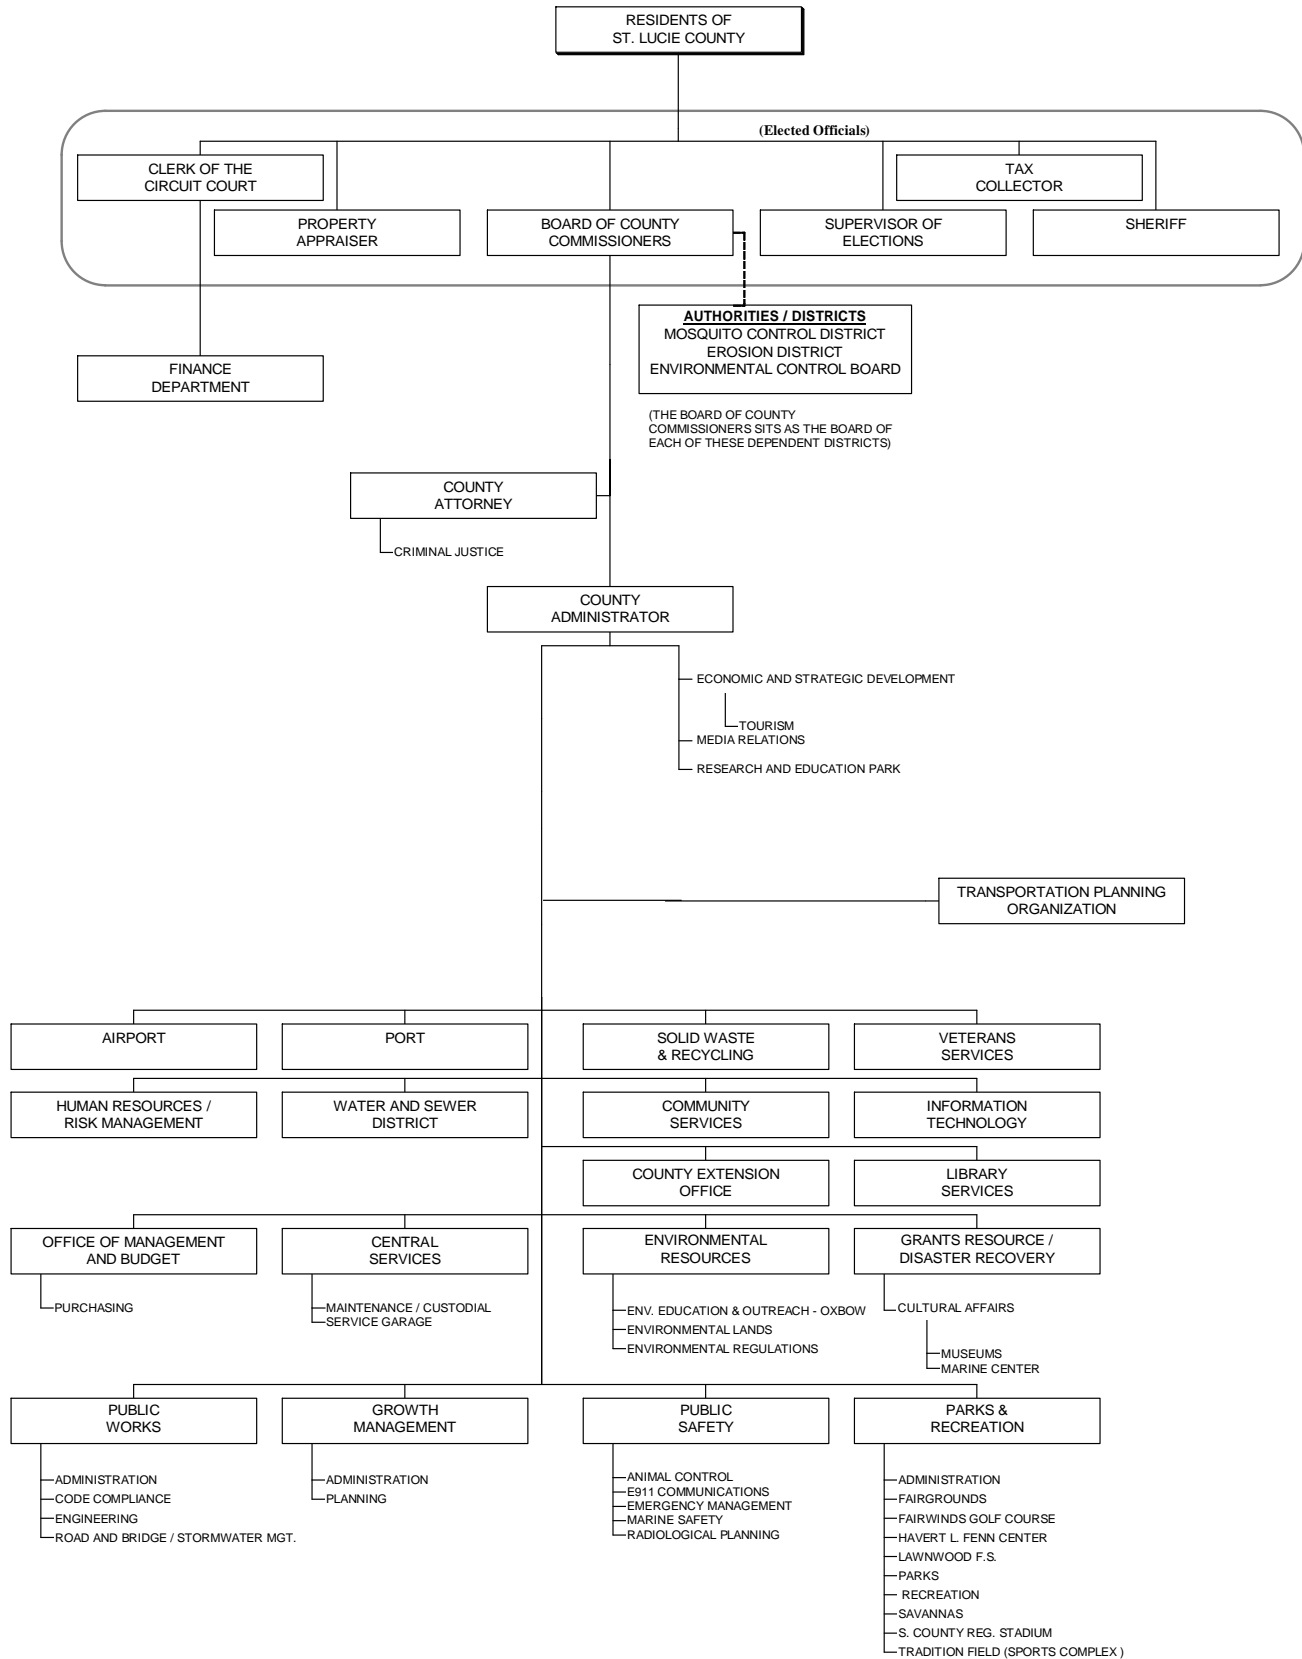 RESIDENTS OF
ST. LUCIE COUNTY
(Elected Officials)
CLERK OF THE
CIRCUIT COURT
TAX
COLLECTOR
PROPERTY
APPRAISER
BOARD OF COUNTY
COMMISSIONERS
SUPERVISOR OF
ELECTIONS
SHERIFF
AUTHORITIES / DISTRICTS
MOSQUITO CONTROL DISTRICT
EROSION DISTRICT
ENVIRONMENTAL CONTROL BOARD
FINANCE
DEPARTMENT
(THE BOARD OF COUNTY
COMMISSIONERS SITS AS THE BOARD OF
EACH OF THESE DEPENDENT DISTRICTS)
COUNTY
ATTORNEY
CRIMINAL JUSTICE
COUNTY
ADMINISTRATOR
ECONOMIC AND STRATEGIC DEVELOPMENT
TOURISM
MEDIA RELATIONS
RESEARCH AND EDUCATION PARK
TRANSPORTATION PLANNING
ORGANIZATION
AIRPORT
PORT
SOLID WASTE
& RECYCLING
VETERANS
SERVICES
HUMAN RESOURCES /
RISK MANAGEMENT
WATER AND SEWER
DISTRICT
COMMUNITY
SERVICES
INFORMATION
TECHNOLOGY
COUNTY EXTENSION
OFFICE
LIBRARY
SERVICES
OFFICE OF MANAGEMENT
AND BUDGET
PURCHASING
CENTRAL
SERVICES
MAINTENANCE / CUSTODIAL
SERVICE GARAGE
ENVIRONMENTAL
RESOURCES
ENV. EDUCATION & OUTREACH - OXBOW
ENVIRONMENTAL LANDS
ENVIRONMENTAL REGULATIONS
GRANTS RESOURCE /
DISASTER RECOVERY
CULTURAL AFFAIRS
MUSEUMS
MARINE CENTER
PUBLIC
WORKS
ADMINISTRATION
CODE COMPLIANCE
ENGINEERING
ROAD AND BRIDGE / STORMWATER MGT.
GROWTH
MANAGEMENT
ADMINISTRATION
PLANNING
PUBLIC
SAFETY
ANIMAL CONTROL
E911 COMMUNICATIONS
EMERGENCY MANAGEMENT
MARINE SAFETY
RADIOLOGICAL PLANNING
PARKS &
RECREATION
ADMINISTRATION
FAIRGROUNDS
FAIRWINDS GOLF COURSE
HAVERT L. FENN CENTER
LAWNWOOD F.S.
PARKS
RECREATION
SAVANNAS
S. COUNTY REG. STADIUM
TRADITION FIELD (SPORTS COMPLEX )